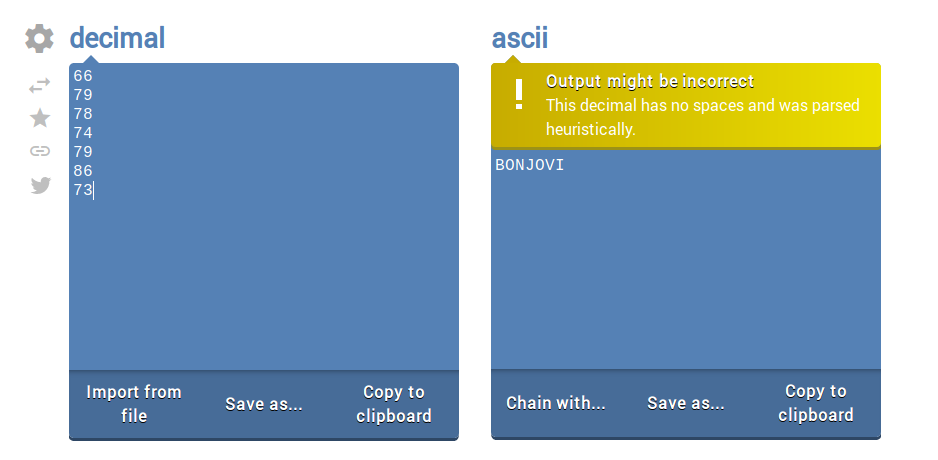 decimal
66
79
78
74
79
86
73
Import from
file
Save as...
Copy to
clipboard
ascii
!
Output might be incorrect
This decimal has no spaces and was parsed
heuristically.
BONJOVI
Chain with...
Save as...
Copy to
clipboard